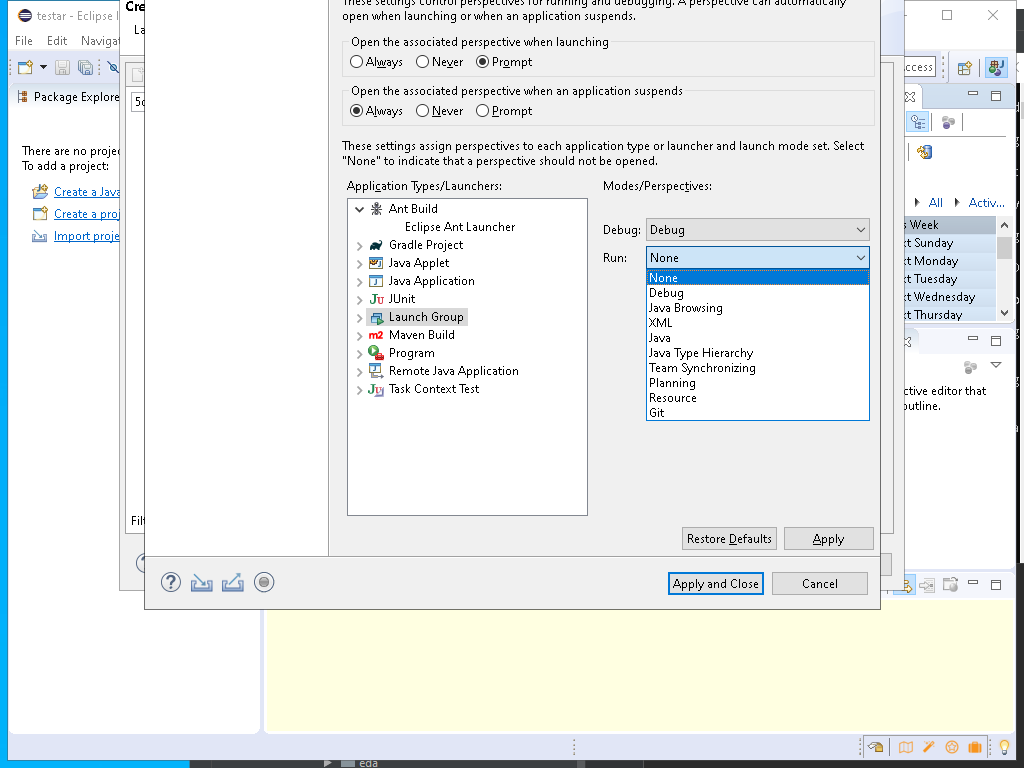 testar - Eclipse
Cre
These settings control perspectives for running and debugging. A perspective can automatically
open when launching or when an application suspends.
File Edit Navigat
Open the associated perspective when launching
Always Never Prompt
Open the associated perspective when an application suspends
Always Never Prompt
Package Explore
These settings assign perspectives to each application type or launcher and launch mode set. Select
"None" to indicate that a perspective should not be opened.
There are no projec
To add a project:
Create a Java
Create a proj
Import proje
Application Types/Launchers:
Ant Build
Eclipse Ant Launcher
Gradle Project
Java Applet
Java Application
JUnit
Launch Group
Maven Build
Program
Remote Java Application
Task Context Test
Modes/Perspectives:
Debug: Debug
Run: None
None
Debug
Java Browsing
XML
Java
Java Type Hierarchy
Team Synchronizing
Planning
Resource
Git
ccess
All Activ...
s Week
xt Sunday
xt Monday
xt Tuesday
xt Wednesday
xt Thursday
ctive editor that
outline.
Filt
Restore Defaults Apply
Apply and Close Cancel
eda